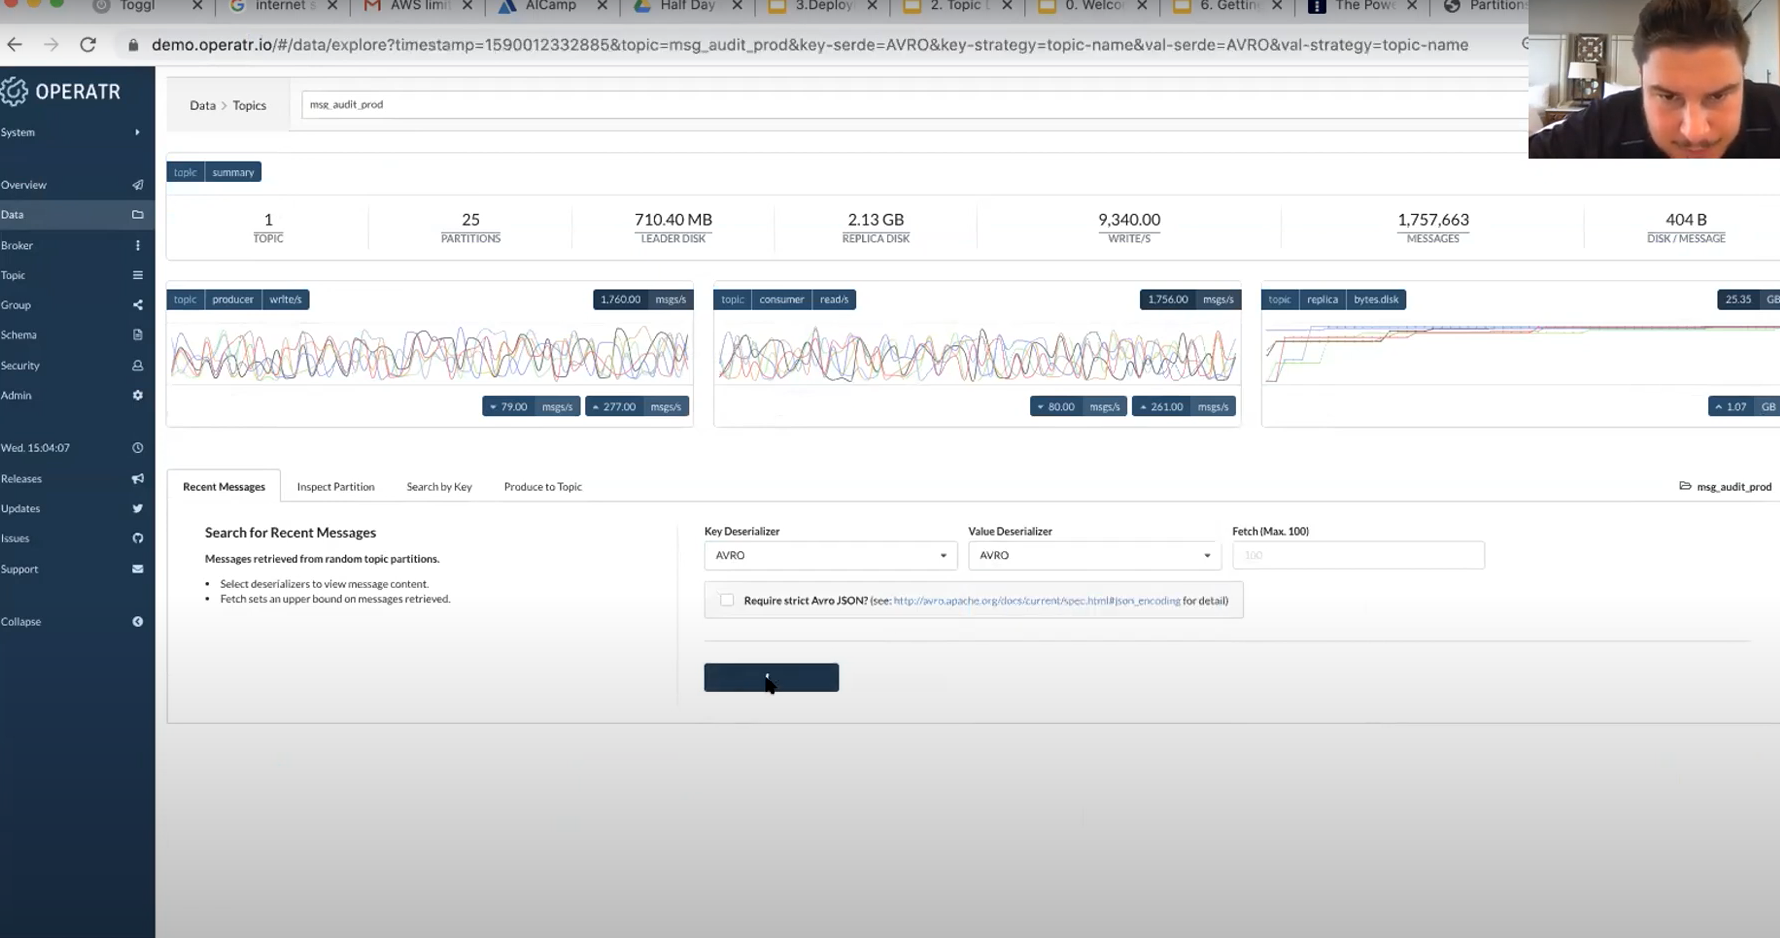 Toggl
internet s
AWS limit
AICamp
Half Day
3.Deploy
2. Topic
0. Welco
6. Gettin
The Pow
Partitions
demo.operatr.io/#/data/explore?timestamp=1590012332885&topic=msg_audit_prod&key-serde=AVRO&key-strategy=topic-name&val-serde=AVRO&val-strategy=topic-name
OPERATR
Data > Topics
msg_audit_prod
System
topic summary
Overview
Data
Broker
Topic
Group
Schema
Security
Admin
Wed. 15:04:07
Releases
Updates
Issues
Support
Collapse
1 25 710.40 MB 2.13 GB 9,340.00 1,757,663 404 B
TOPIC PARTITIONS LEADER DISK REPLICA DISK WRITE/S MESSAGES DISK / MESSAGE
topic producer write/s 1,760.00 msgs/s
79.00 msgs/s 277.00 msgs/s
topic consumer read/s 1,756.00 msgs/s
80.00 msgs/s 261.00 msgs/s
topic replica bytes.disk 25.35 GB
1.07 GB
Recent Messages Inspect Partition Search by Key Produce to Topic msg_audit_prod
Search for Recent Messages
Messages retrieved from random topic partitions.
• Select deserializers to view message content.
• Fetch sets an upper bound on messages retrieved.
Key Deserializer Value Deserializer Fetch (Max. 100)
AVRO AVRO 100
Require strict Avro JSON? (see: http://avro.apache.org/docs/current/spec.html#json_encoding for detail)